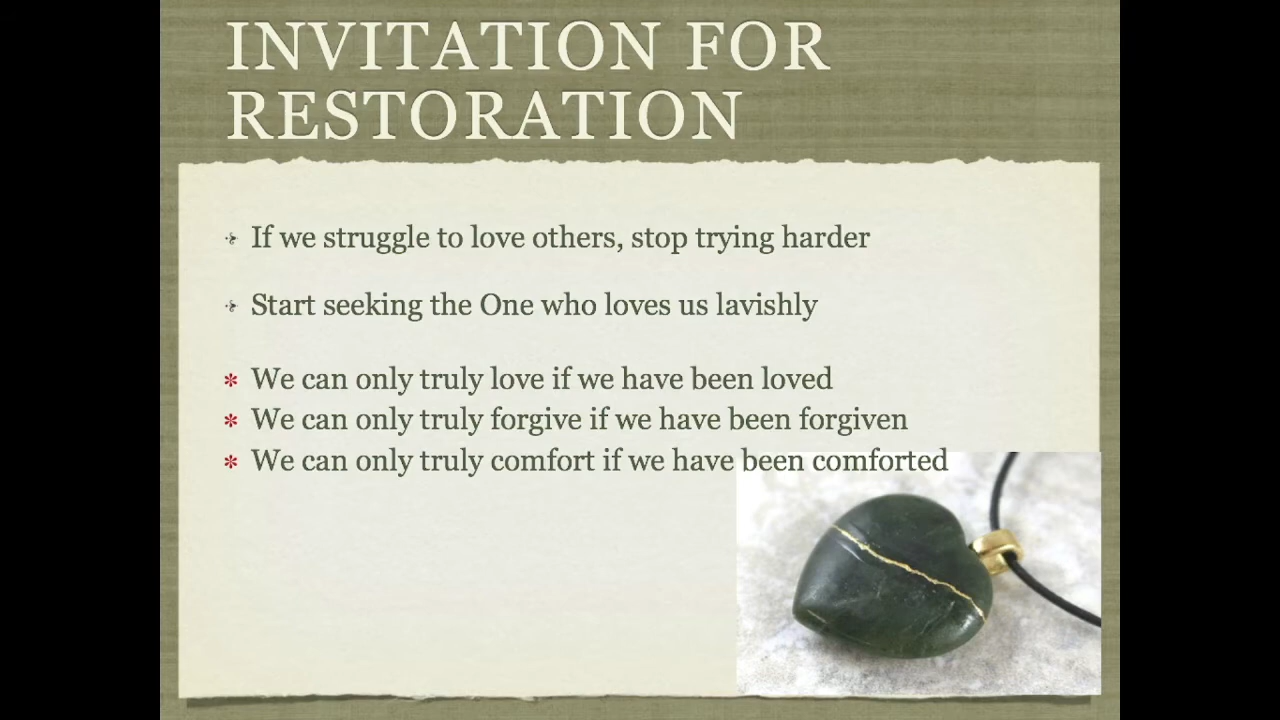 INVITATION FOR
RESTORATION
If we struggle to love others, stop trying harder
Start seeking the One who loves us lavishly
* We can only truly love if we have been loved
* We can only truly forgive if we have been forgiven
* We can only truly comfort if we have been comforted